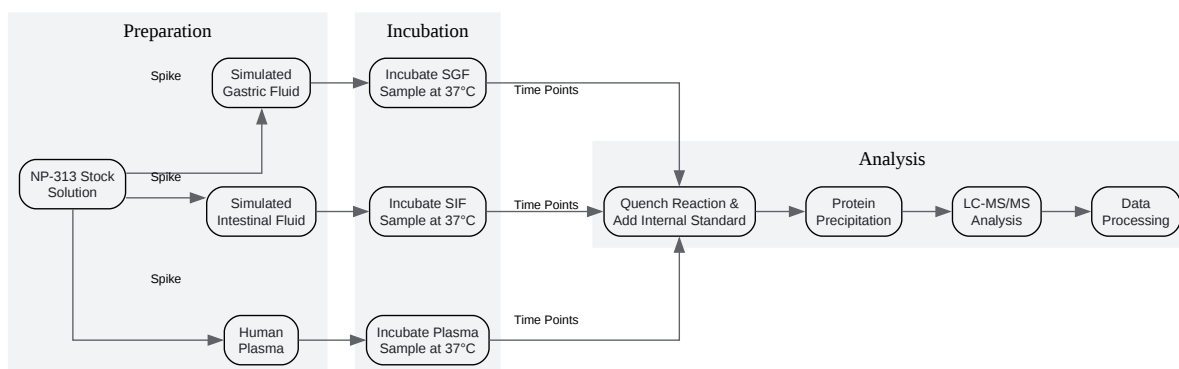 Preparation
Incubation
Spike
Simulated
Gastric Fluid
Incubate SGF
Sample at 37°C
Time Points
Analysis
NP-313 Stock
Solution
Spike
Simulated
Intestinal Fluid
Incubate SIF
Sample at 37°C
Time Points
Quench Reaction &
Add Internal Standard
Protein
Precipitation
LC-MS/MS
Analysis
Data
Processing
Spike
Human
Plasma
Incubate Plasma
Sample at 37°C
Time Points